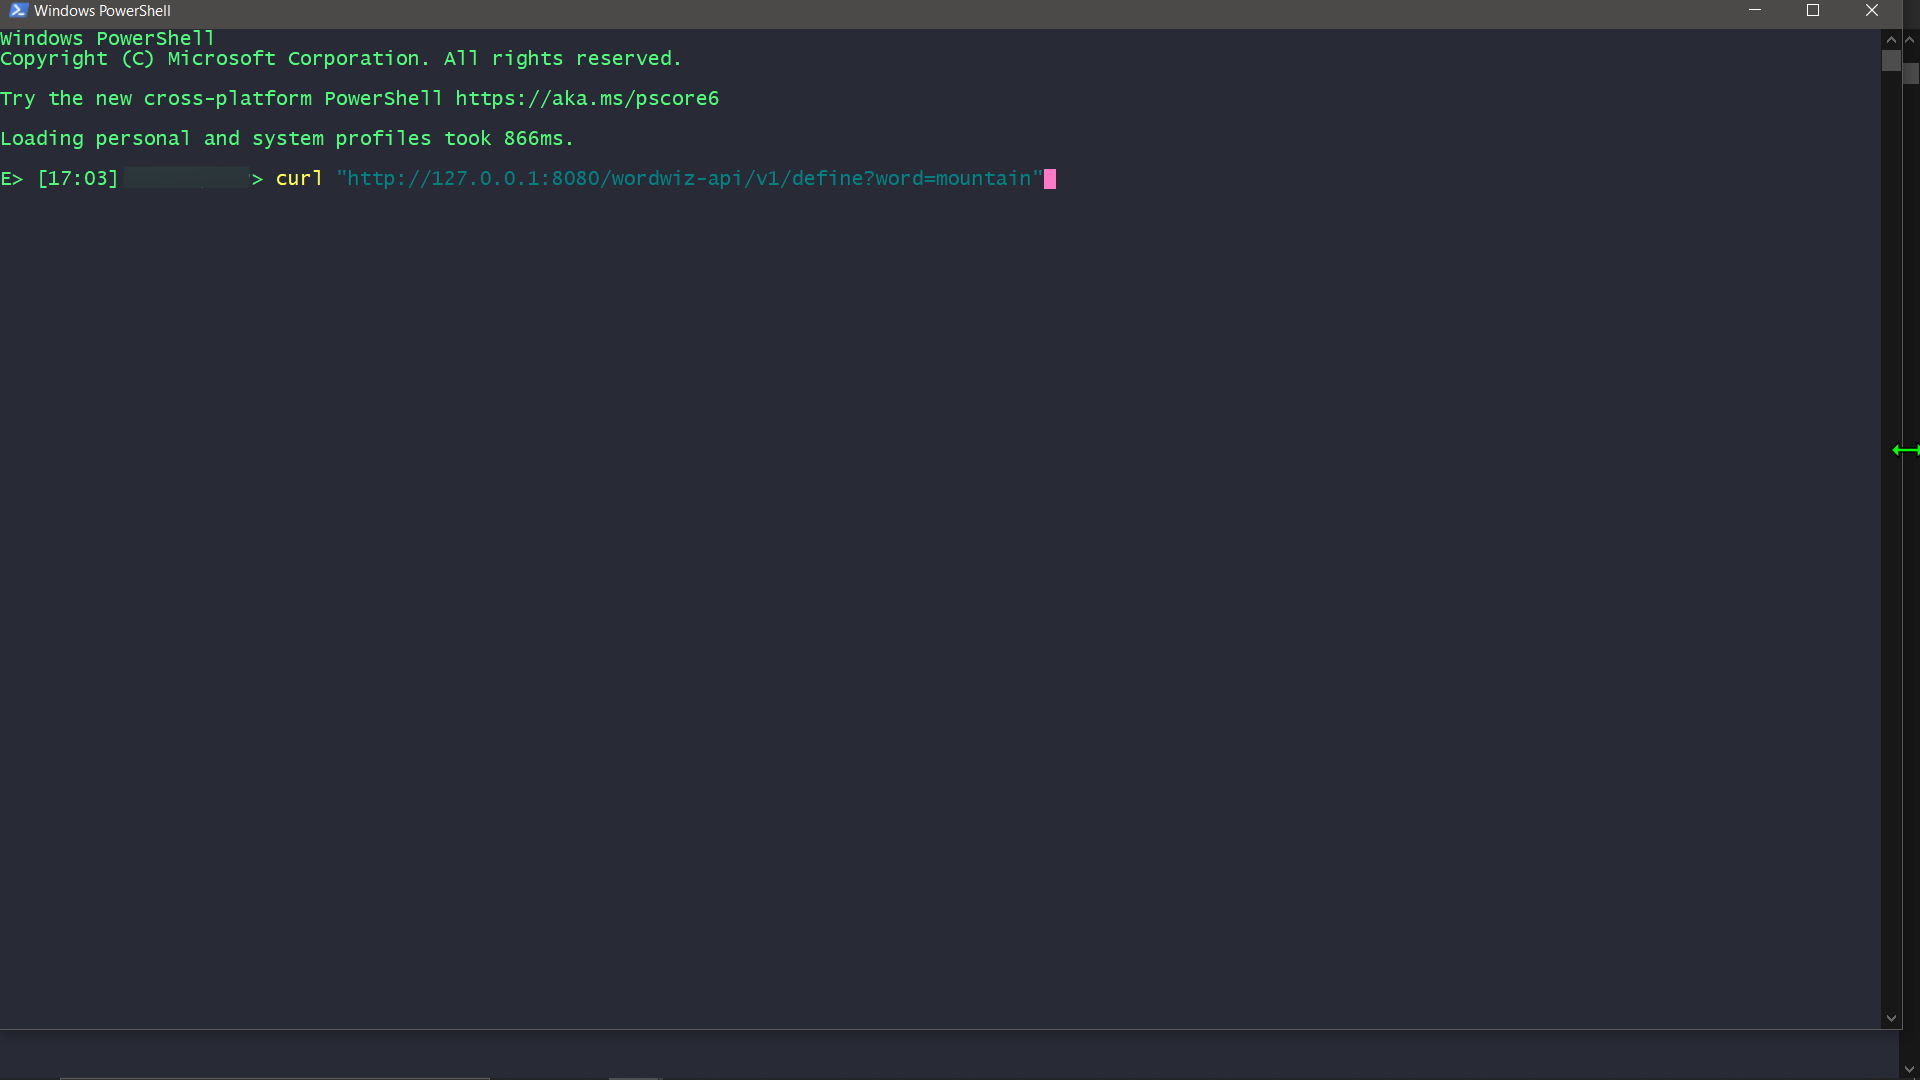 Windows PowerShell
Windows PowerShell
Copyright (C) Microsoft Corporation. All rights reserved.
Try the new cross-platform PowerShell https://aka.ms/pscore6
Loading personal and system profiles took 866ms.
E> [17:03] > curl "http://127.0.0.1:8080/wordwiz-api/v1/define?word=mountain"